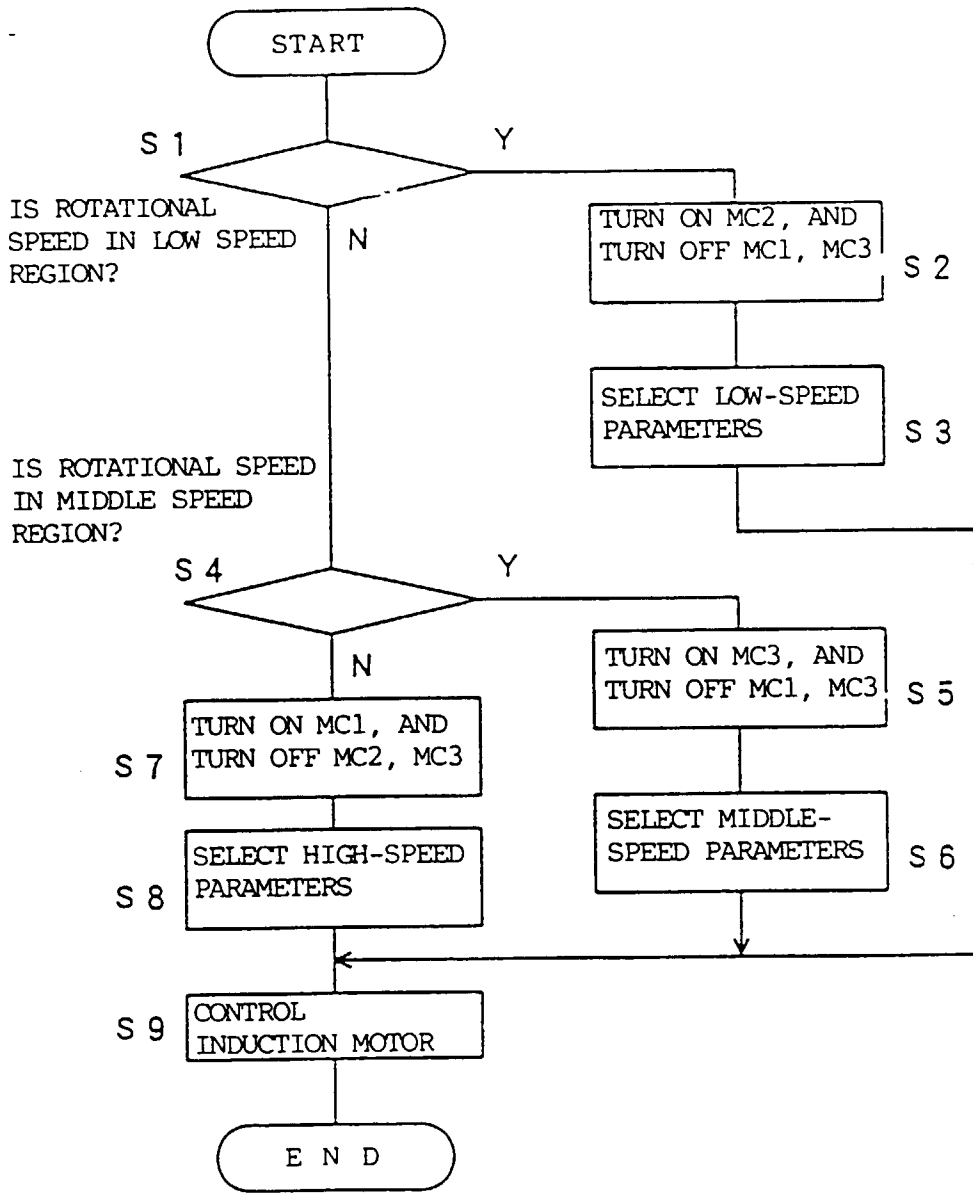 START
S 1
Y
IS ROTATIONAL
SPEED IN LOW SPEED
REGION?
N
TURN ON MC2, AND
TURN OFF MC1, MC3
S 2
SELECT LOW-SPEED
PARAMETERS
S 3
IS ROTATIONAL SPEED
IN MIDDLE SPEED
REGION?
S 4
Y
N
TURN ON MC3, AND
TURN OFF MC1, MC3
S 5
TURN ON MC1, AND
TURN OFF MC2, MC3
S 7
SELECT MIDDLE-
SPEED PARAMETERS
S 6
SELECT HIGH-SPEED
PARAMETERS
S 8
CONTROL
INDUCTION MOTOR
S 9
E N D